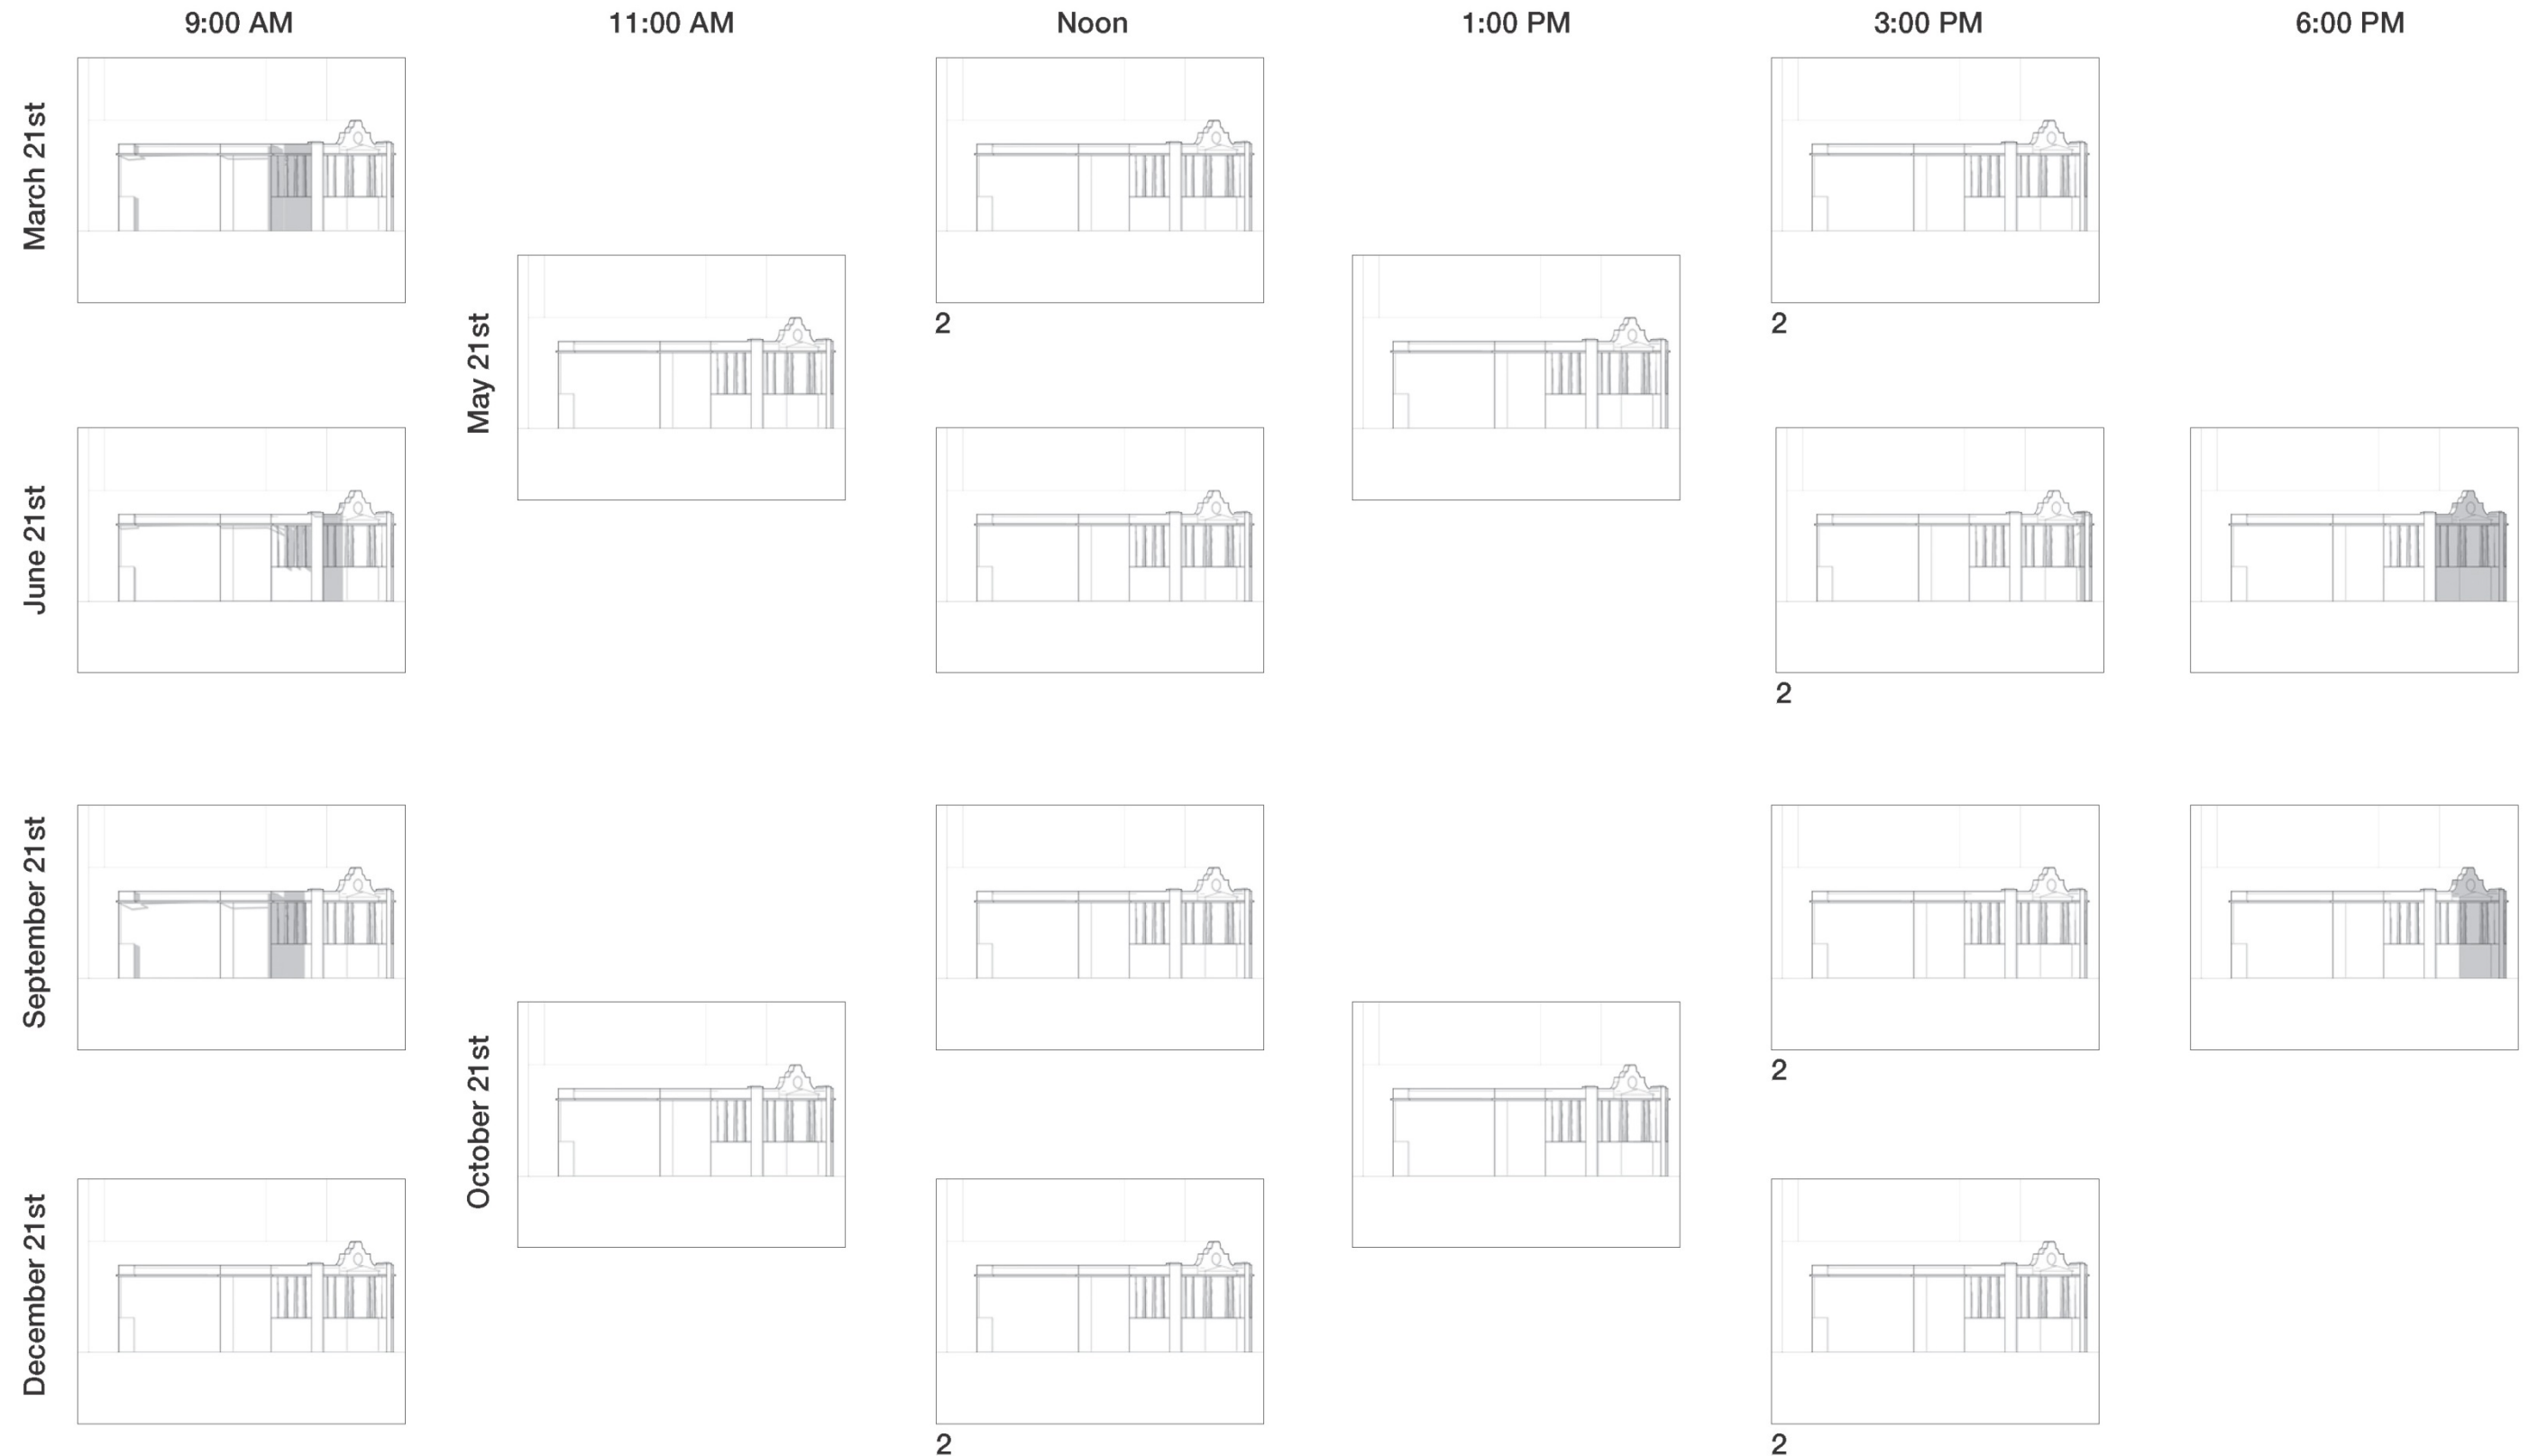 9:00 AM
11:00 AM
Noon
1:00 PM
3:00 PM
6:00 PM
March 21st
2
2
May 21st
June 21st
2
September 21st
2
October 21st
December 21st
2
2